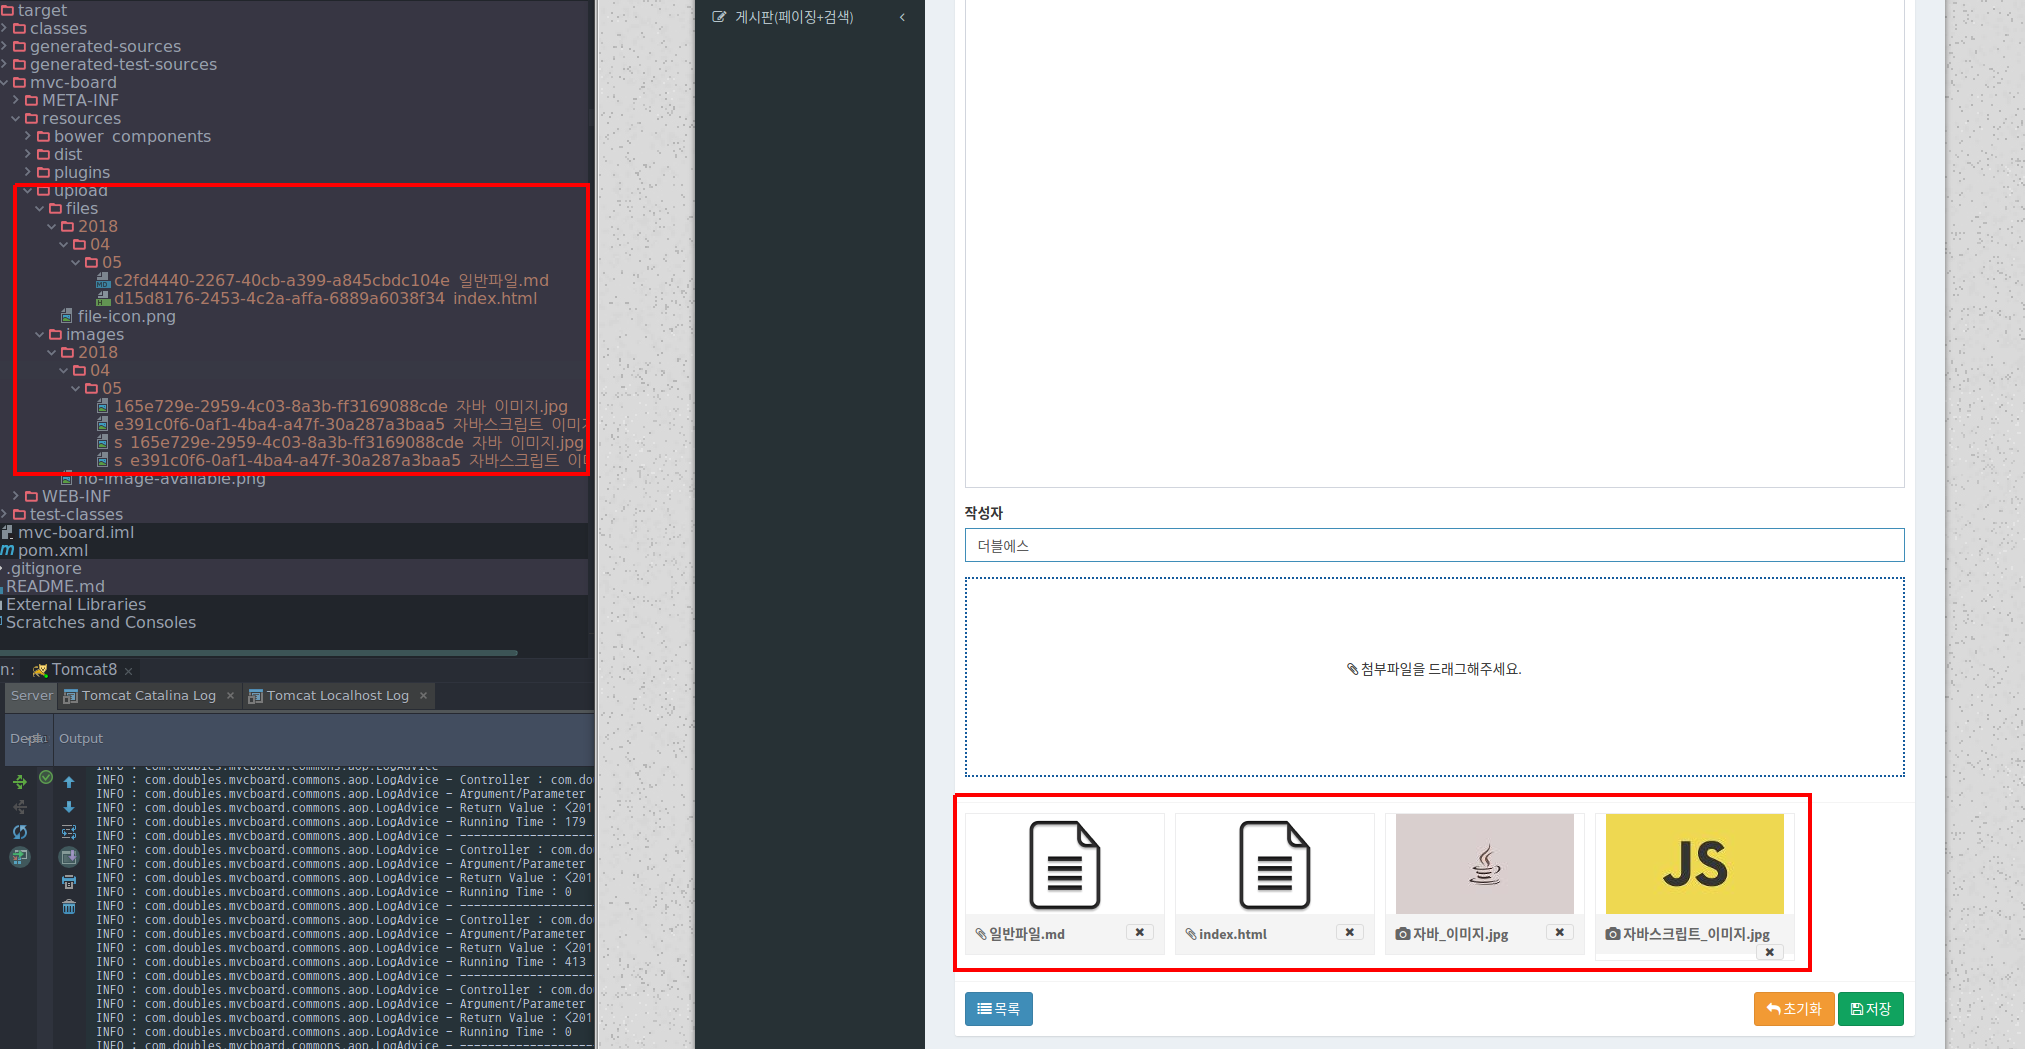 target
classes
generated-sources
generated-test-sources
mvc-board
META-INF
resources
bower_components
dist
plugins
upload
files
2018
04
05
c2fd4440-2267-40cb-a399-a845cbdc104e_일반파일.md
d15d8176-2453-4c2a-affa-6889a6038f34_index.html
file-icon.png
images
2018
04
05
165e729e-2959-4c03-8a3b-ff3169088cde_자바_이미지.jpg
e391c0f6-0af1-4ba4-a47f-30a287a3baa5_자바스크립트_이미지
s_165e729e-2959-4c03-8a3b-ff3169088cde_자바_이미지.jpg
s_e391c0f6-0af1-4ba4-a47f-30a287a3baa5_자바스크립트_이미
no-image-available.png
WEB-INF
test-classes
mvc-board.iml
pom.xml
.gitignore
README.md
External Libraries
Scratches and Consoles
n: Tomcat8
Server Tomcat Catalina Log Tomcat Localhost Log
Output
INFO : com.doubles.mvcboard.commons.aop.LogAdvice
INFO : com.doubles.mvcboard.commons.aop.LogAdvice - Controller : com.do
INFO : com.doubles.mvcboard.commons.aop.LogAdvice - Argument/Parameter
INFO : com.doubles.mvcboard.commons.aop.LogAdvice - Return Value : <201
INFO : com.doubles.mvcboard.commons.aop.LogAdvice - Running Time : 179
INFO : com.doubles.mvcboard.commons.aop.LogAdvice - -------------------
INFO : com.doubles.mvcboard.commons.aop.LogAdvice - Controller : com.do
INFO : com.doubles.mvcboard.commons.aop.LogAdvice - Argument/Parameter
INFO : com.doubles.mvcboard.commons.aop.LogAdvice - Return Value : <201
INFO : com.doubles.mvcboard.commons.aop.LogAdvice - Running Time : 0
INFO : com.doubles.mvcboard.commons.aop.LogAdvice - -------------------
INFO : com.doubles.mvcboard.commons.aop.LogAdvice - Controller : com.do
INFO : com.doubles.mvcboard.commons.aop.LogAdvice - Argument/Parameter
INFO : com.doubles.mvcboard.commons.aop.LogAdvice - Return Value : <201
INFO : com.doubles.mvcboard.commons.aop.LogAdvice - Running Time : 413
INFO : com.doubles.mvcboard.commons.aop.LogAdvice - -------------------
INFO : com.doubles.mvcboard.commons.aop.LogAdvice - Controller : com.do
INFO : com.doubles.mvcboard.commons.aop.LogAdvice - Argument/Parameter
INFO : com.doubles.mvcboard.commons.aop.LogAdvice - Return Value : <201
INFO : com.doubles.mvcboard.commons.aop.LogAdvice - Running Time : 0
INFO : com.doubles.mvcboard.commons.aop.LogAdvice - -------------------
게시판(페이징+검색)
작성자
더블에스
첨부파일을 드래그해주세요.
JS
일반파일.md
index.html
자바_이미지.jpg
자바스크립트_이미지.jpg
목록
초기화
저장